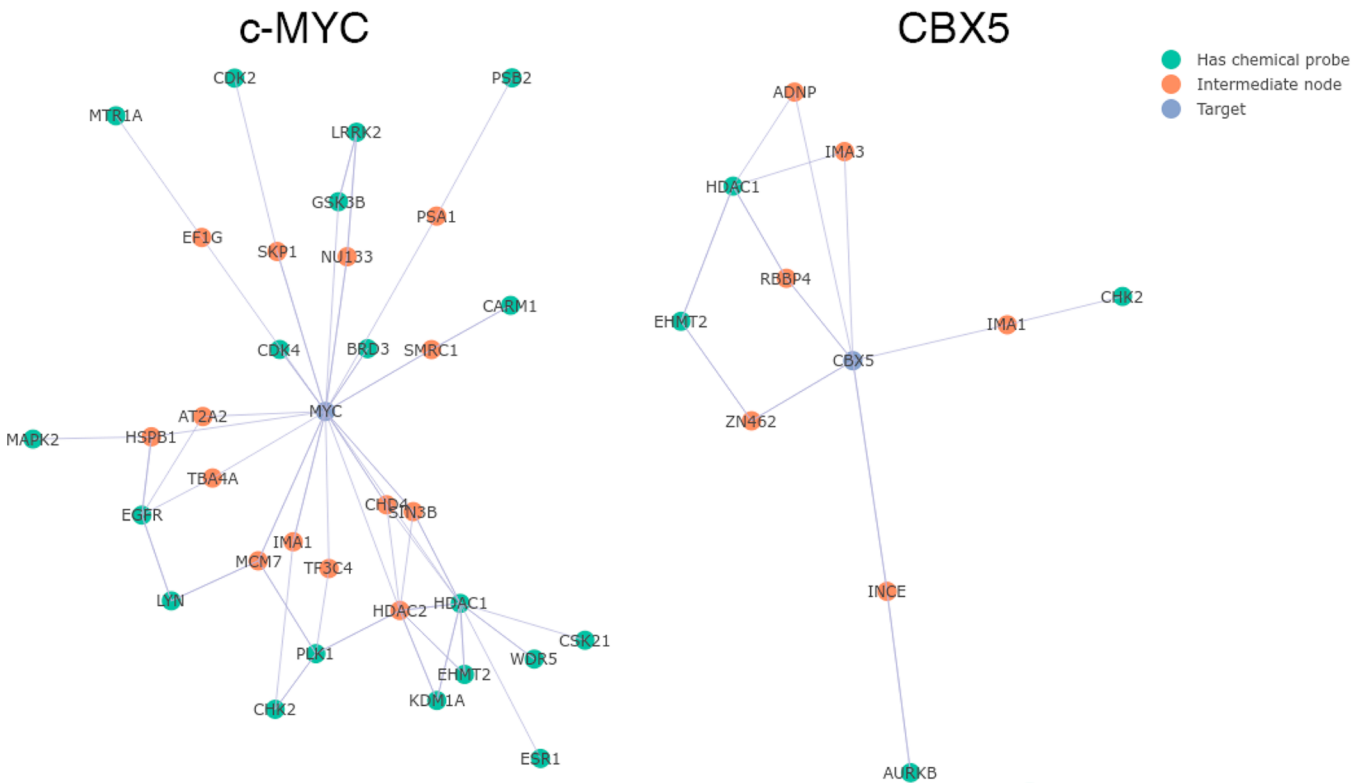 c-MYC
CBX5
Has chemical probe
Intermediate node
Target
CDK2
PSB2
MTR1A
LRRK2
GSK3B
PSA1
EF1G
SKP1
NU133
CARM1
CDK4
BRD3
SMRC1
MYC
AT2A2
MAPK2
HSPB1
TBA4A
EGFR
CHD4
SIN3B
IMA1
MCM7
TF3C4
LYN
HDAC2
HDAC1
CSK21
PLK1
WDR5
EHMT2
KDM1A
CHK2
ESR1
ADNP
IMA3
HDAC1
RBBP4
CHK2
EHMT2
IMA1
CBX5
ZN462
INCE
AURKB